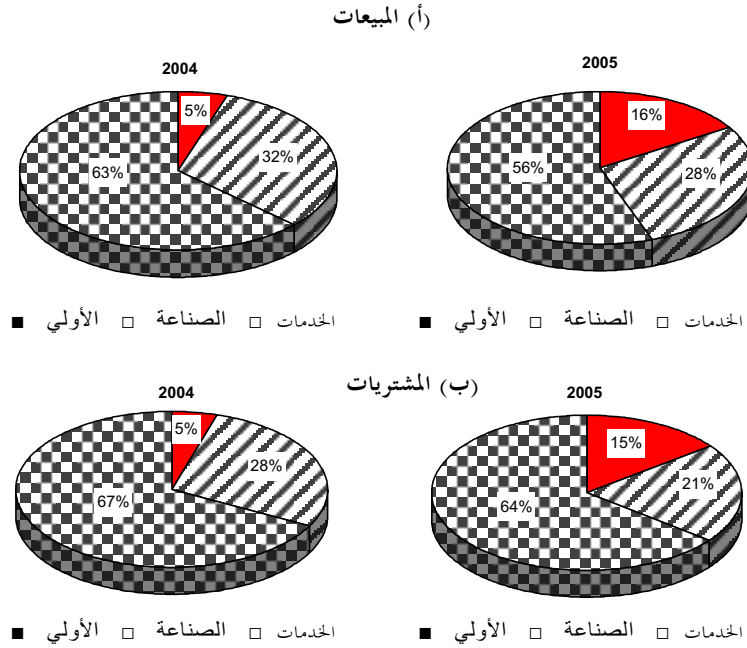 (أ) المبيعات
2004
5%
32%
63%
2005
16%
28%
56%
■ الأولي □ الصناعة □ الخدمات
■ الأولي □ الصناعة □ الخدمات
(ب) المشتريات
2004
5%
28%
67%
2005
15%
21%
64%
■ الأولي □ الصناعة □ الخدمات
■ الأولي □ الصناعة □ الخدمات